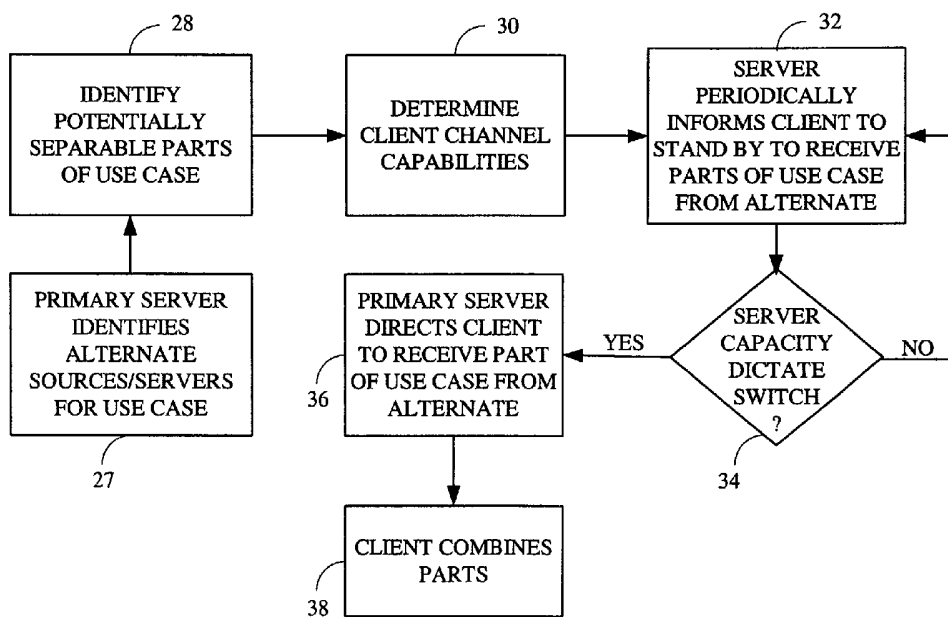 28
IDENTIFY
POTENTIALLY
SEPARABLE PARTS
OF USE CASE
30
DETERMINE
CLIENT CHANNEL
CAPABILITIES
32
SERVER
PERIODICALLY
INFORMS CLIENT TO
STAND BY TO RECEIVE
PARTS OF USE CASE
FROM ALTERNATE
PRIMARY SERVER
IDENTIFIES
ALTERNATE
SOURCES/SERVERS
FOR USE CASE
27
PRIMARY SERVER
DIRECTS CLIENT
TO RECEIVE PART
OF USE CASE FROM
ALTERNATE
36
YES
SERVER
CAPACITY
DICTATE
SWITCH
?
NO
34
CLIENT COMBINES
PARTS
38